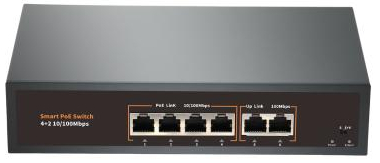 PoE Link 10/100Mbps
Up Link 100Mbps
Smart PoE Switch
4+2 10/100Mbps